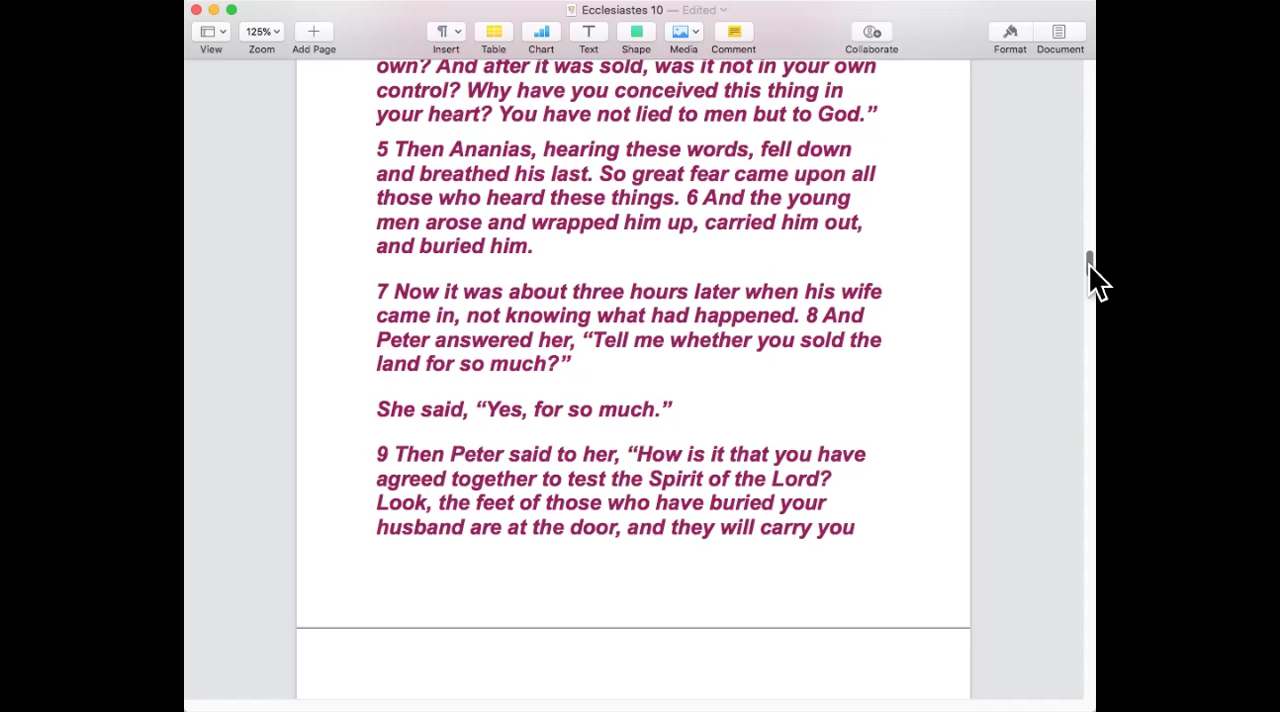 Ecclesiastes 10 — Edited
125%
View
Zoom
Add Page
Insert
Table
Chart
Text
Shape
Media
Comment
Collaborate
Format
Document
own? And after it was sold, was it not in your own
control? Why have you conceived this thing in
your heart? You have not lied to men but to God.”
5 Then Ananias, hearing these words, fell down
and breathed his last. So great fear came upon all
those who heard these things. 6 And the young
men arose and wrapped him up, carried him out,
and buried him.
7 Now it was about three hours later when his wife
came in, not knowing what had happened. 8 And
Peter answered her, “Tell me whether you sold the
land for so much?”
She said, “Yes, for so much.”
9 Then Peter said to her, “How is it that you have
agreed together to test the Spirit of the Lord?
Look, the feet of those who have buried your
husband are at the door, and they will carry you